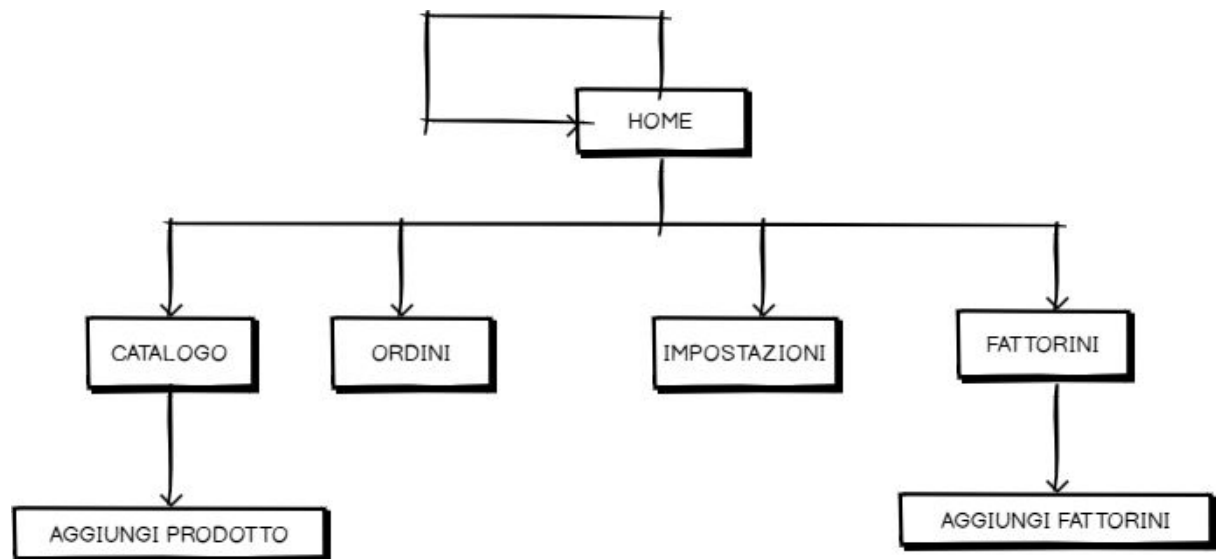 HOME
CATALOGO
ORDINI
IMPOSTAZIONI
FATTORINI
AGGIUNGI PRODOTTO
AGGIUNGI FATTORINI